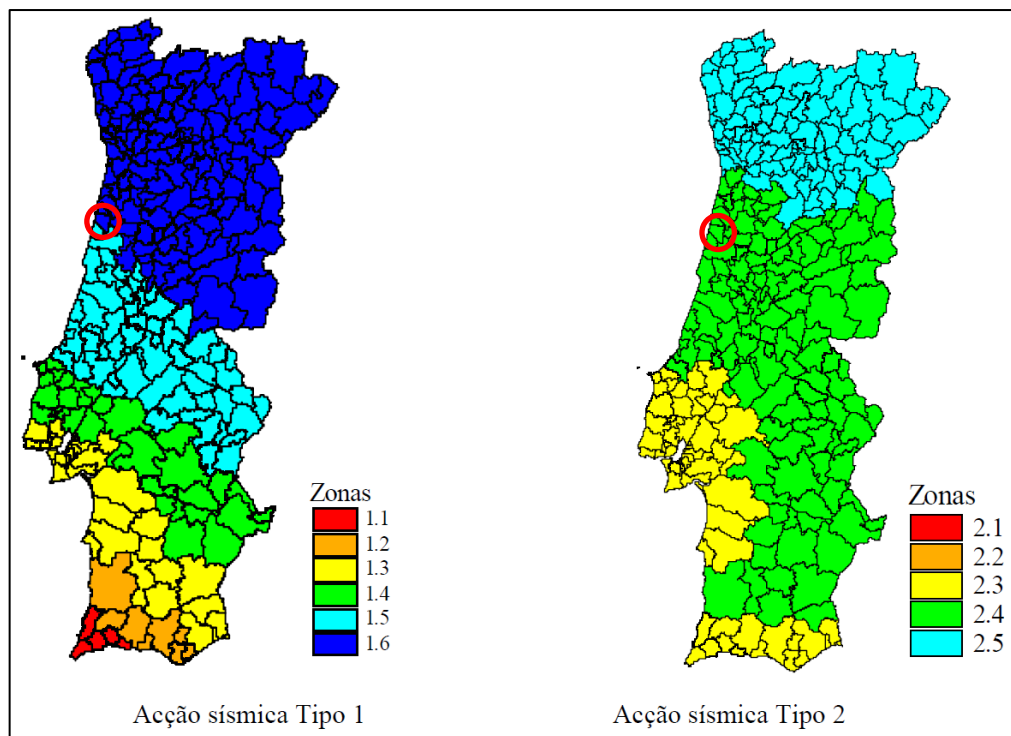 Zonas
1.1
1.2
1.3
1.4
1.5
1.6
Acção sísmica Tipo 1
Zonas
2.1
2.2
2.3
2.4
2.5
Acção sísmica Tipo 2